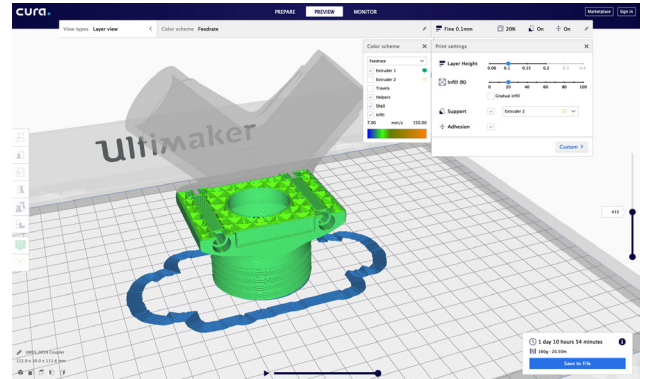 cura.
PREPARE PREVIEW MONITOR
Marketplace Sign in
View types Layer view
Color scheme Feedrate
Fine 0.1mm 20% On On
Color scheme
Feedrate
Extruder 1
Extruder 2
Travels
Helpers
Shell
Infill
7.00 mm/s 150.00
Print settings
Layer Height
0.06 0.1 0.15 0.2 0.3 0.4
Infill (%)
0 20 40 60 80 100
Gradual infill
Support Extruder 2
Adhesion
Custom
Ultimaker
413
1 day 10 hours 54 minutes
160g · 20.50m
Save to File